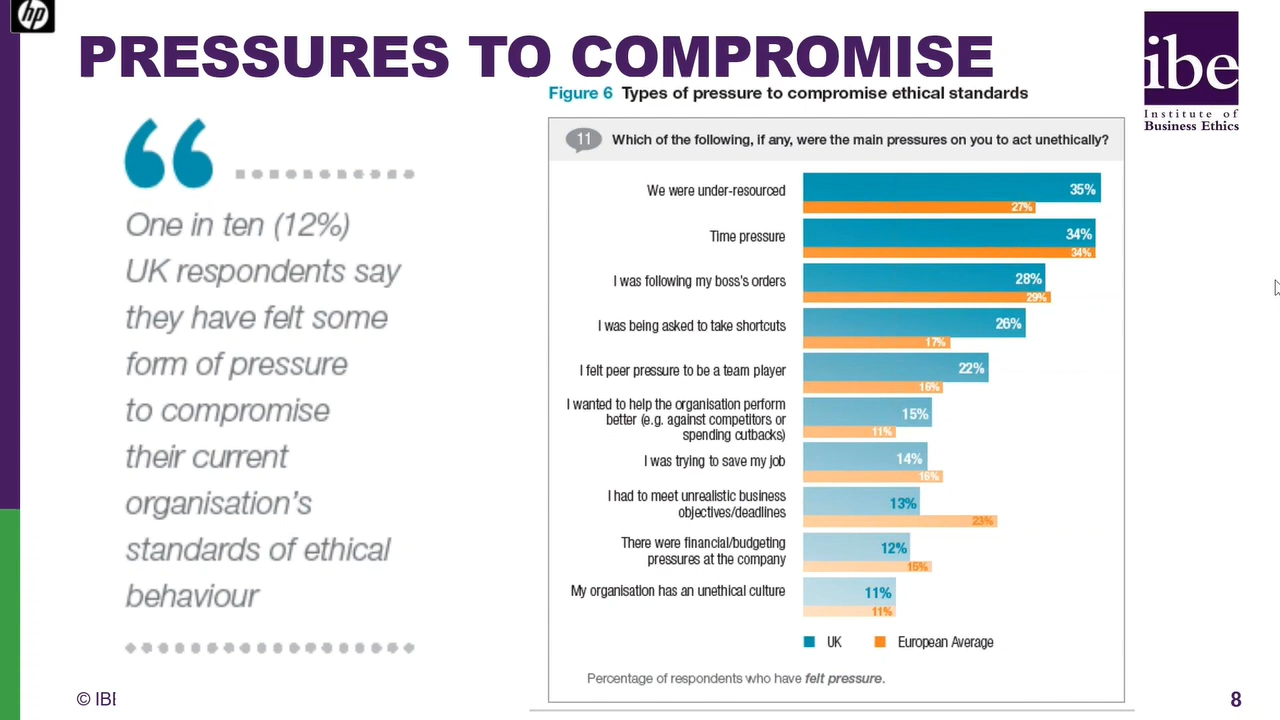 hp
PRESSURES TO COMPROMISE
ibe
Institute of
Business Ethics
“
One in ten (12%)
UK respondents say
they have felt some
form of pressure
to compromise
their current
organisation’s
standards of ethical
behaviour
Figure 6 Types of pressure to compromise ethical standards
11 Which of the following, if any, were the main pressures on you to act unethically?
We were under-resourced
35%
27%
Time pressure
34%
34%
I was following my boss’s orders
28%
29%
I was being asked to take shortcuts
26%
17%
I felt peer pressure to be a team player
22%
16%
I wanted to help the organisation perform
better (e.g. against competitors or
spending cutbacks)
15%
11%
I was trying to save my job
14%
16%
I had to meet unrealistic business
objectives/deadlines
13%
23%
There were financial/budgeting
pressures at the company
12%
15%
My organisation has an unethical culture
11%
11%
UK European Average
Percentage of respondents who have felt pressure.
© IBE
8